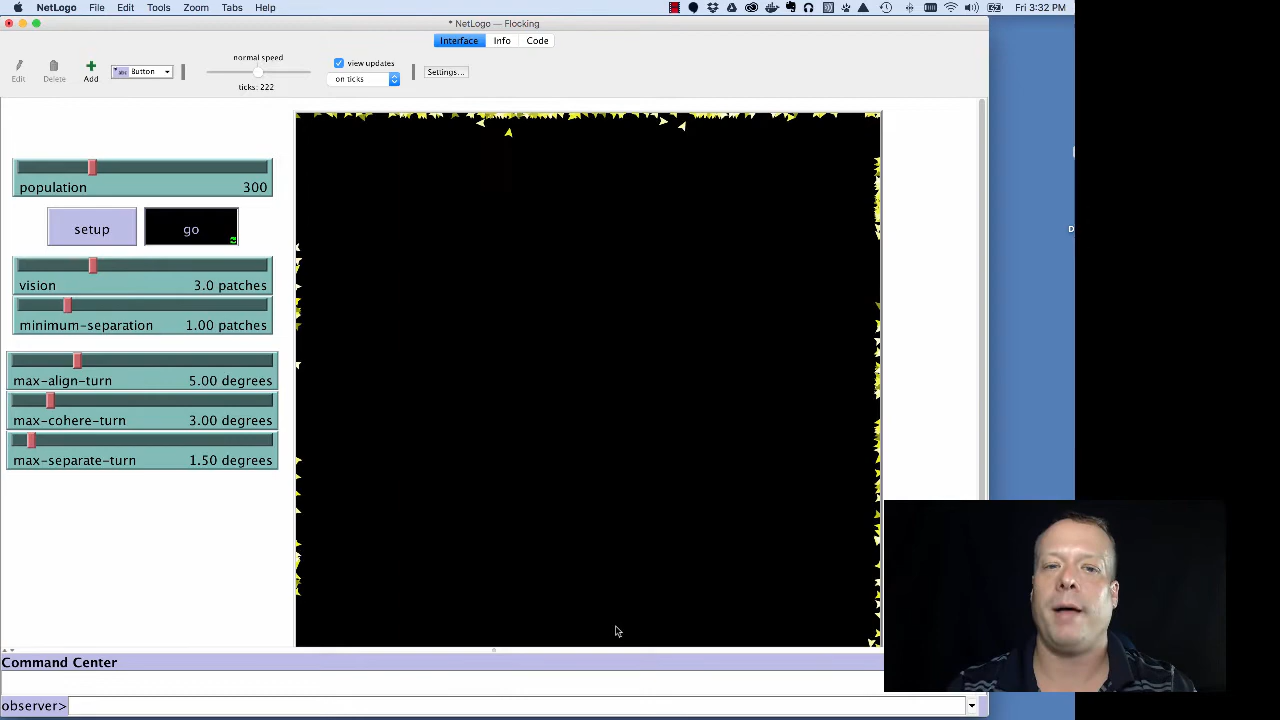 NetLogo File Edit Tools Zoom Tabs Help Fri 3:32 PM
* NetLogo — Flocking
Interface Info Code
normal speed
view updates
Edit Delete Add Button on ticks Settings...
ticks: 222
population 300
setup go
vision 3.0 patches
minimum-separation 1.00 patches
max-align-turn 5.00 degrees
max-cohere-turn 3.00 degrees
max-separate-turn 1.50 degrees
D
Command Center
observer>